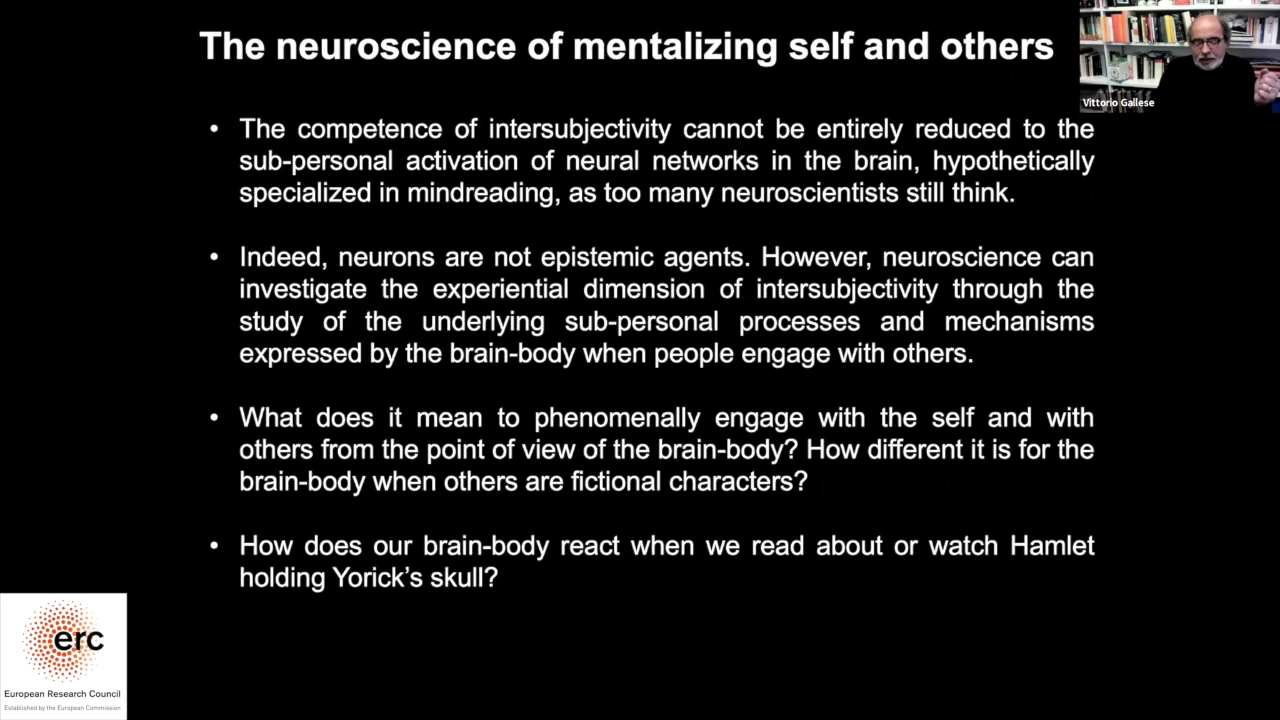 The neuroscience of mentalizing self and others
Vittorio Gallese
• The competence of intersubjectivity cannot be entirely reduced to the
sub-personal activation of neural networks in the brain, hypothetically
specialized in mindreading, as too many neuroscientists still think.
• Indeed, neurons are not epistemic agents. However, neuroscience can
investigate the experiential dimension of intersubjectivity through the
study of the underlying sub-personal processes and mechanisms
expressed by the brain-body when people engage with others.
• What does it mean to phenomenally engage with the self and with
others from the point of view of the brain-body? How different it is for the
brain-body when others are fictional characters?
• How does our brain-body react when we read about or watch Hamlet
holding Yorick’s skull?
erc
European Research Council
Established by the European Commission